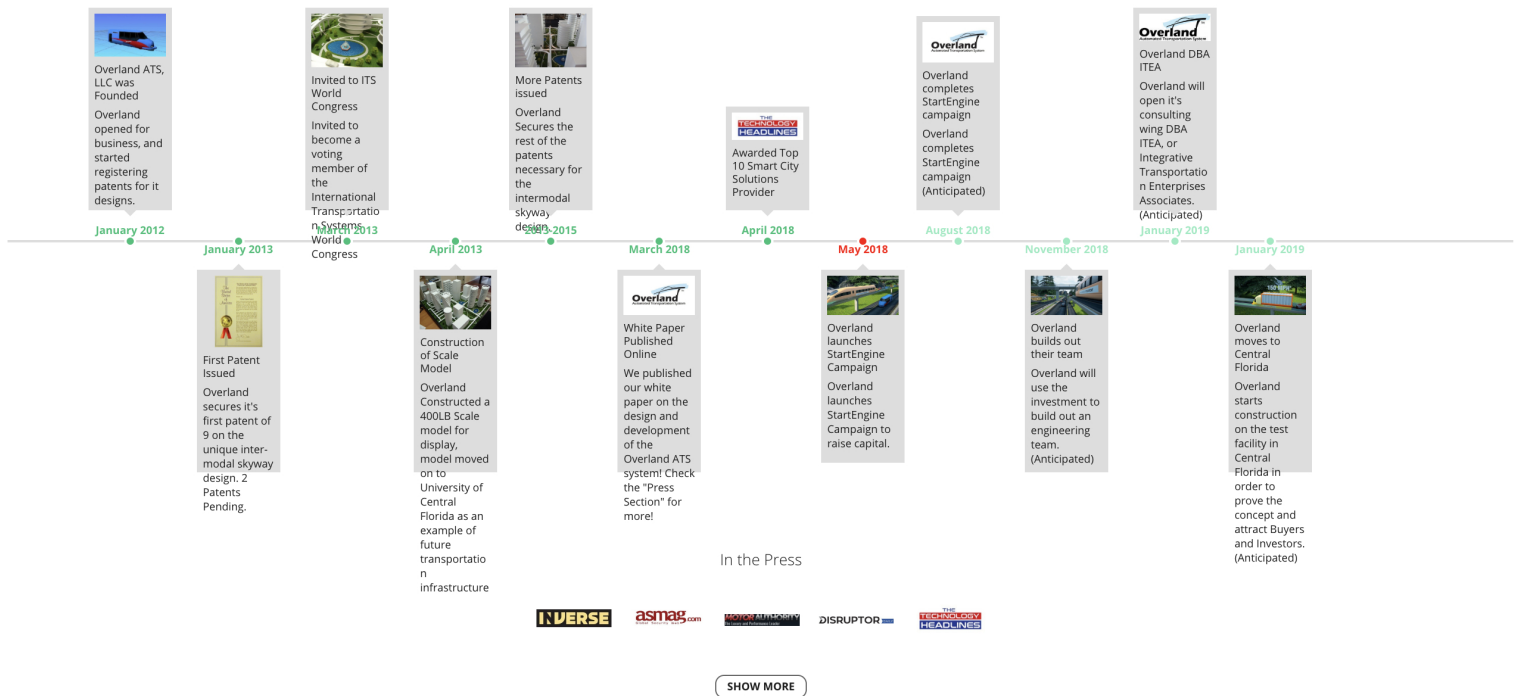 Overland ATS,
LLC was
Founded
Overland
opened for
business, and
started
registering
patents for it
designs.
January 2012
January 2013
First Patent
Issued
Overland
secures it's
first patent of
9 on the
unique inter-
modal skyway
design. 2
Patents
Pending.
Invited to ITS
World
Congress
Invited to
become a
voting
member of
the
International
Transportatio
n Systems
World
Congress
March 2013
April 2013
Construction
of Scale
Model
Overland
Constructed a
400LB Scale
model for
display,
model moved
on to
University of
Central
Florida as an
example of
future
transportatio
n
infrastructure
More Patents
issued
Overland
Secures the
rest of the
patents
necessary for
the
intermodal
skyway
design.
2013-2015
March 2018
Overland
Automated Transportation System
White Paper
Published
Online
We published
our white
paper on the
design and
development
of the
Overland ATS
system! Check
the "Press
Section" for
more!
THE
TECHNOLOGY
HEADLINES
Awarded Top
10 Smart City
Solutions
Provider
April 2018
May 2018
Overland
launches
StartEngine
Campaign
Overland
launches
StartEngine
Campaign to
raise capital.
Overland
Automated Transportation System
Overland
completes
StartEngine
campaign
Overland
completes
StartEngine
campaign
(Anticipated)
August 2018
November 2018
Overland
builds out
their team
Overland will
use the
investment to
build out an
engineering
team.
(Anticipated)
Overland
Automated Transportation System
Overland DBA
ITEA
Overland will
open it's
consulting
wing DBA
ITEA, or
Integrative
Transportatio
n Enterprises
Associates.
(Anticipated)
January 2019
January 2019
Overland
moves to
Central
Florida
Overland
starts
construction
on the test
facility in
Central
Florida in
order to
prove the
concept and
attract Buyers
and Investors.
(Anticipated)
In the Press
INVERSE
asmag.com
MOTOR AUTHORITY
DISRUPTOR
THE
TECHNOLOGY
HEADLINES
SHOW MORE